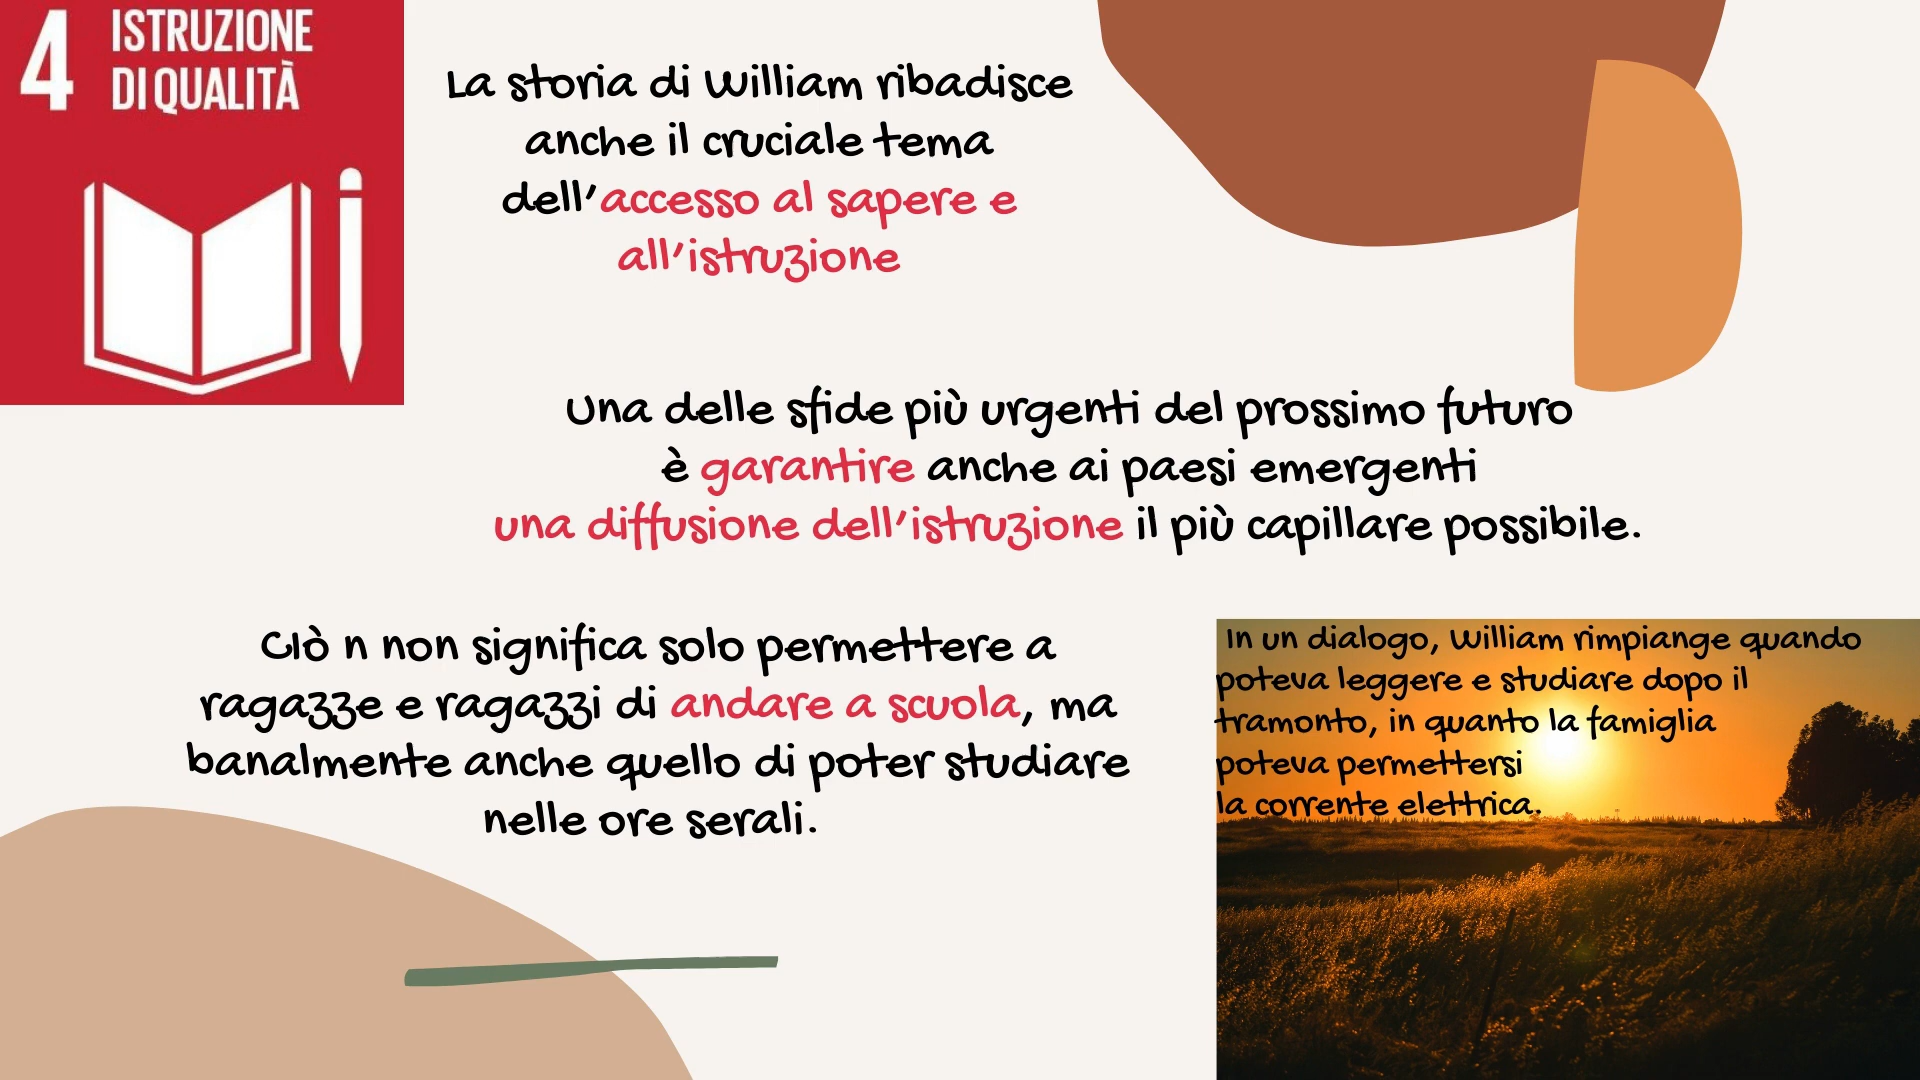 4 ISTRUZIONE
DI QUALITÀ
La storia di William ribadisce
anche il cruciale tema
dell'accesso al sapere e
all'istruzione
Una delle sfide più urgenti del prossimo futuro
è garantire anche ai paesi emergenti
una diffusione dell'istruzione il più capillare possibile.
CIò n non significa solo permettere a
ragazze e ragazzi di andare a scuola, ma
banalmente anche quello di poter studiare
nelle ore serali.
In un dialogo, William rimpiange quando
poteva leggere e studiare dopo il
tramonto, in quanto la famiglia
poteva permettersi
la corrente elettrica.